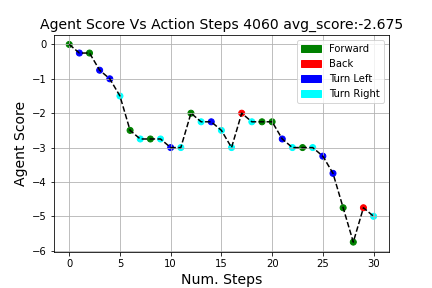 Agent Score Vs Action Steps 4060 avg_score:-2.675
Agent Score
0
−1
−2
−3
−4
−5
−6
Forward
Back
Turn Left
Turn Right
0 5 10 15 20 25 30
Num. Steps